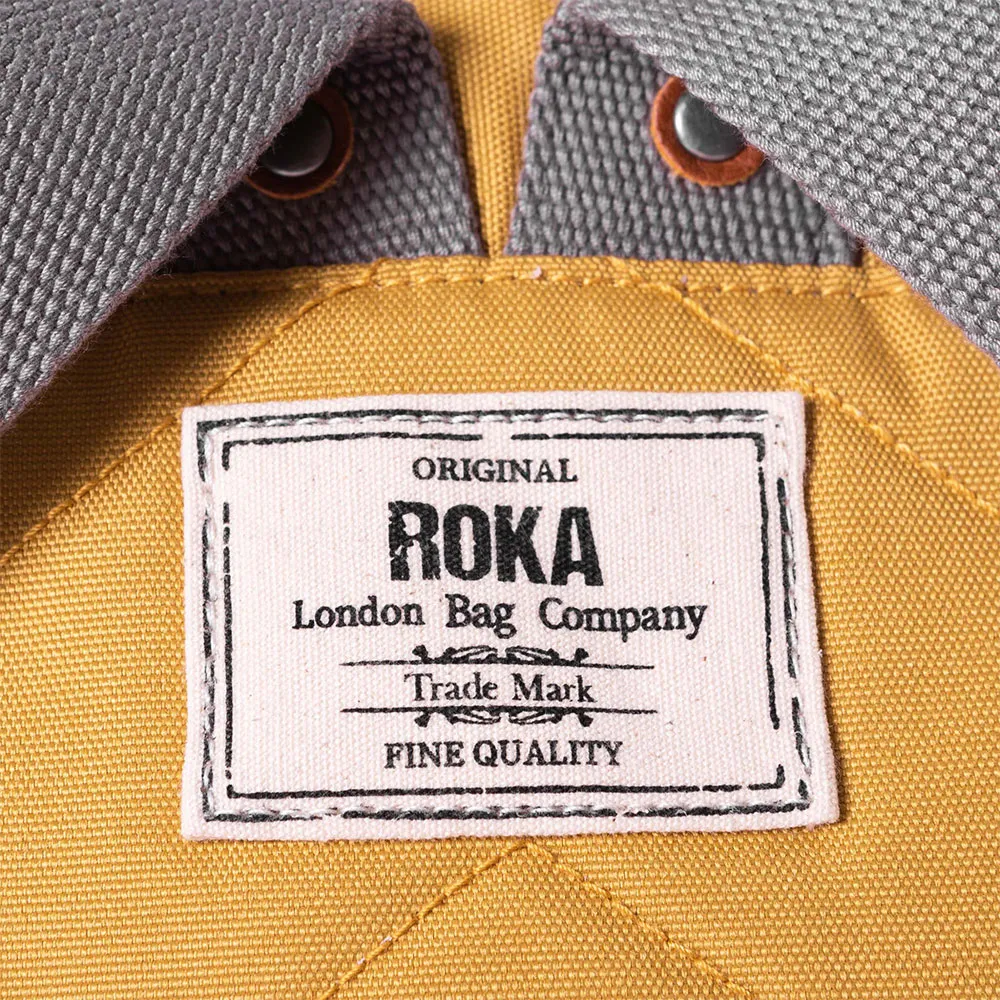 ORIGINAL
ROKA
London Bag Company
Trade Mark
FINE QUALITY